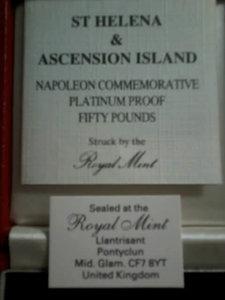 ST HELENA
&
ASCENSION ISLAND
NAPOLEON COMMEMORATIVE
PLATINUM PROOF
FIFTY POUNDS
Struck by the
Royal Mint
Sealed at the
Royal Mint
Llantrisant
Pontyclun
Mid. Glam. CF7 8YT
United Kingdom